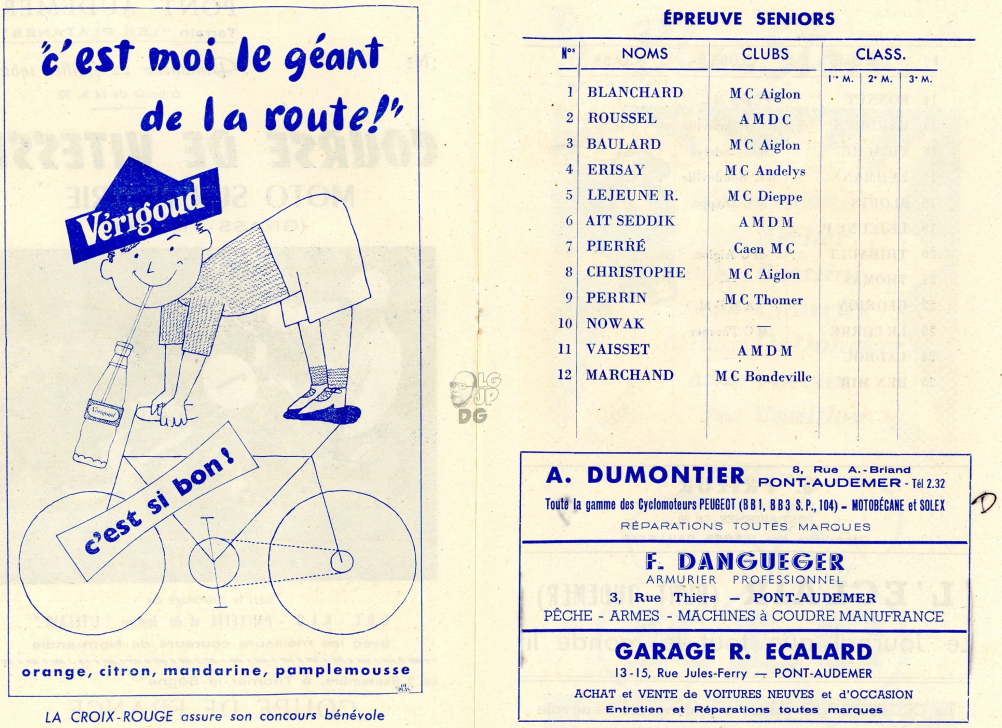 "c'est moi le géant
de la route!"
Vérigoud
Vérigoud
c'est si bon!
orange, citron, mandarine, pamplemousse
LA CROIX-ROUGE assure son concours bénévole
ÉPREUVE SENIORS
Nos NOMS CLUBS CLASS.
1re M. 2e M. 3e M.
1 BLANCHARD M C Aiglon
2 ROUSSEL A M D C
3 BAULARD M C Aiglon
4 ERISAY M C Andelys
5 LEJEUNE R. M C Dieppe
6 AIT SEDDIK A M D M
7 PIERRÉ Caen M C
8 CHRISTOPHE M C Aiglon
9 PERRIN M C Thomer
10 NOWAK —
11 VAISSET A M D M
12 MARCHAND M C Bondeville
LG
JP
DG
A. DUMONTIER 8, Rue A.-Briand
PONT-AUDEMER - Tél 2.32
Toute la gamme des Cyclomoteurs PEUGEOT (BB1, BB3 S.P., 104) – MOTOBÉCANE et SOLEX
RÉPARATIONS TOUTES MARQUES
F. DANGUEGER
ARMURIER PROFESSIONNEL
3, Rue Thiers — PONT-AUDEMER
PÊCHE - ARMES - MACHINES à COUDRE MANUFRANCE
GARAGE R. ECALARD
13-15, Rue Jules-Ferry — PONT-AUDEMER
ACHAT et VENTE de VOITURES NEUVES et d'OCCASION
Entretien et Réparations toutes marques